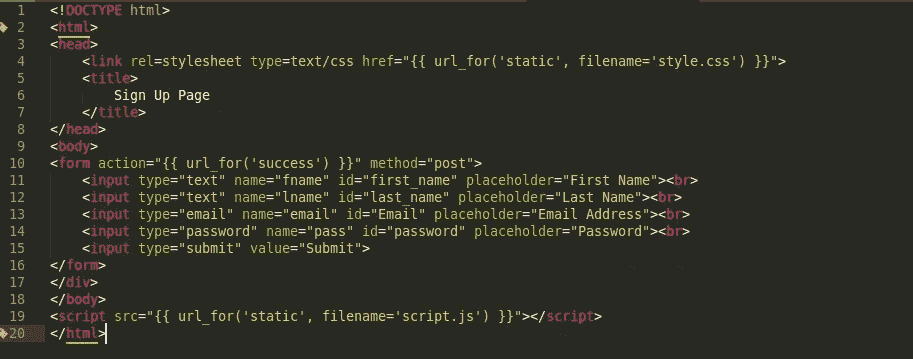 1 <!DOCTYPE html>
2 <html>
3 <head>
4     <link rel=stylesheet type=text/css href="{{ url_for('static', filename='style.css') }}">
5     <title>
6         Sign Up Page
7     </title>
8 </head>
9 <body>
10 <form action="{{ url_for('success') }}" method="post">
11     <input type="text" name="fname" id="first_name" placeholder="First Name"><br>
12     <input type="text" name="lname" id="last_name" placeholder="Last Name"><br>
13     <input type="email" name="email" id="Email" placeholder="Email Address"><br>
14     <input type="password" name="pass" id="password" placeholder="Password"><br>
15     <input type="submit" value="Submit">
16 </form>
17 </div>
18 </body>
19 <script src="{{ url_for('static', filename='script.js') }}"></script>
20 </html>